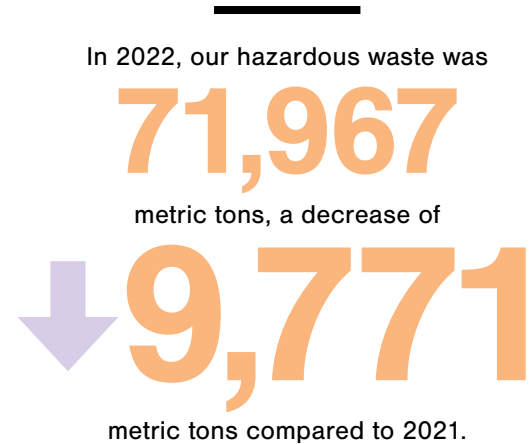 In 2022, our hazardous waste was
71,967
metric tons, a decrease of
9,771
metric tons compared to 2021.